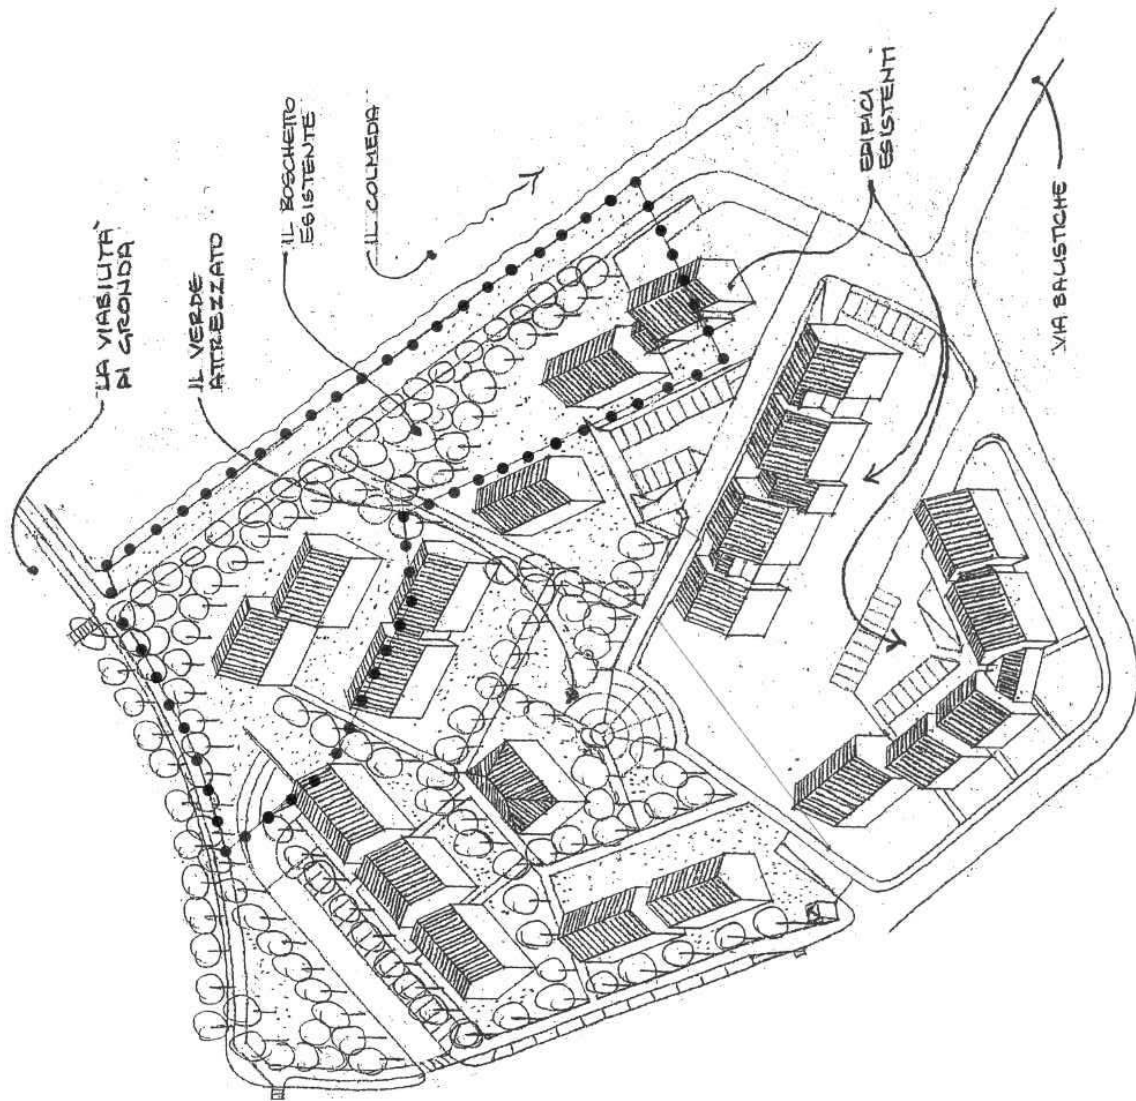 LA VIABILITA'
DI GRONDA
IL VERDE
ATTREZZATO
IL BOSCHETTO
ESISTENTE
IL COLMEDA
EDIFICI
ESISTENTI
VIA BALISTICHE